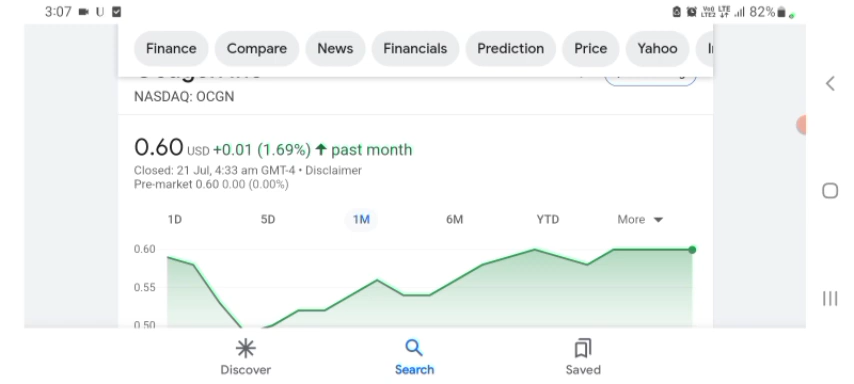 3:07 U 82%
Finance Compare News Financials Prediction Price Yahoo
NASDAQ: OCGN
0.60 USD +0.01 (1.69%) ↑ past month
Closed: 21 Jul, 4:33 am GMT-4 • Disclaimer
Pre-market 0.60 0.00 (0.00%)
1D 5D 1M 6M YTD More
0.60
0.55
0.50
Discover Search Saved